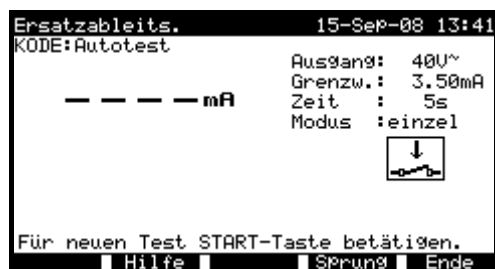 Ersatzableits. 15-Sep-08 13:41
KODE:Autotest
Ausgang: 40V~
Grenzw.: 3.50mA
– – – – mA
Zeit : 5s
Modus :einzel
Für neuen Test START-Taste betätigen.
Hilfe Sprung Ende